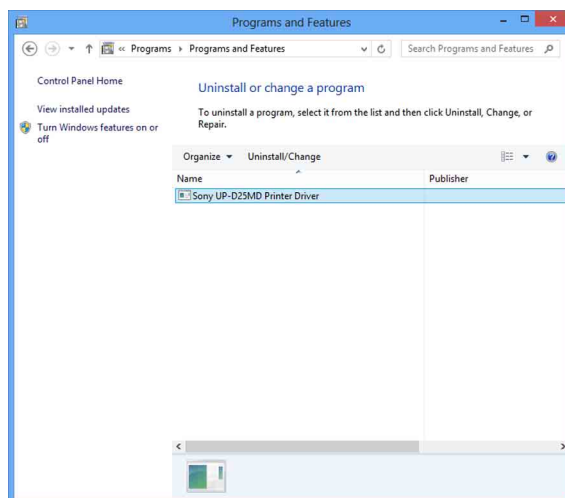 Programs and Features
« Programs › Programs and Features
Search Programs and Features
Control Panel Home
View installed updates
Turn Windows features on or
off
Uninstall or change a program
To uninstall a program, select it from the list and then click Uninstall, Change, or
Repair.
Organize Uninstall/Change
Name Publisher
Sony UP-D25MD Printer Driver